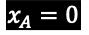 x_A = 0